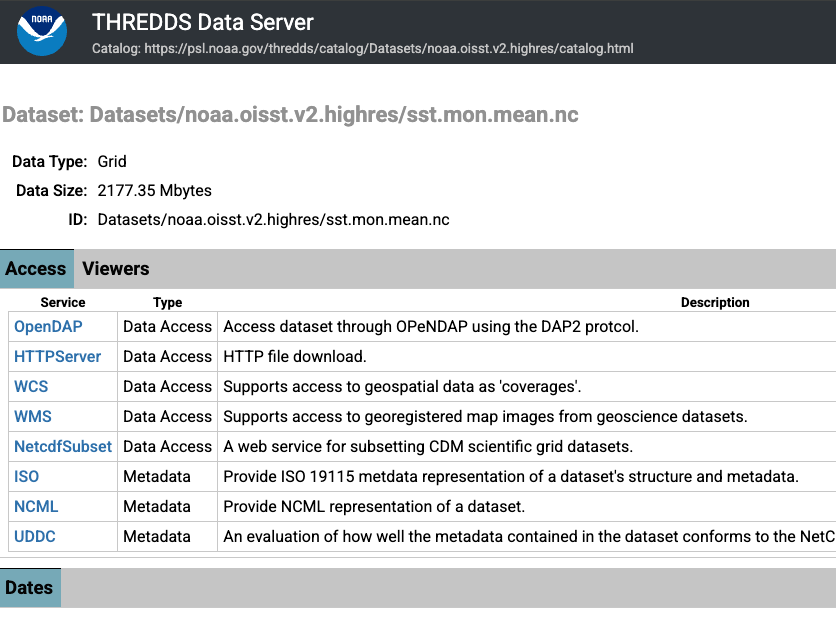 NOAA
THREDDS Data Server
Catalog: https://psl.noaa.gov/thredds/catalog/Datasets/noaa.oisst.v2.highres/catalog.html
Dataset: Datasets/noaa.oisst.v2.highres/sst.mon.mean.nc
Data Type: Grid
Data Size: 2177.35 Mbytes
ID: Datasets/noaa.oisst.v2.highres/sst.mon.mean.nc
Access Viewers
Service Type Description
OpenDAP Data Access Access dataset through OPeNDAP using the DAP2 protcol.
HTTPServer Data Access HTTP file download.
WCS Data Access Supports access to geospatial data as 'coverages'.
WMS Data Access Supports access to georegistered map images from geoscience datasets.
NetcdfSubset Data Access A web service for subsetting CDM scientific grid datasets.
ISO Metadata Provide ISO 19115 metdata representation of a dataset's structure and metadata.
NCML Metadata Provide NCML representation of a dataset.
UDDC Metadata An evaluation of how well the metadata contained in the dataset conforms to the NetC
Dates